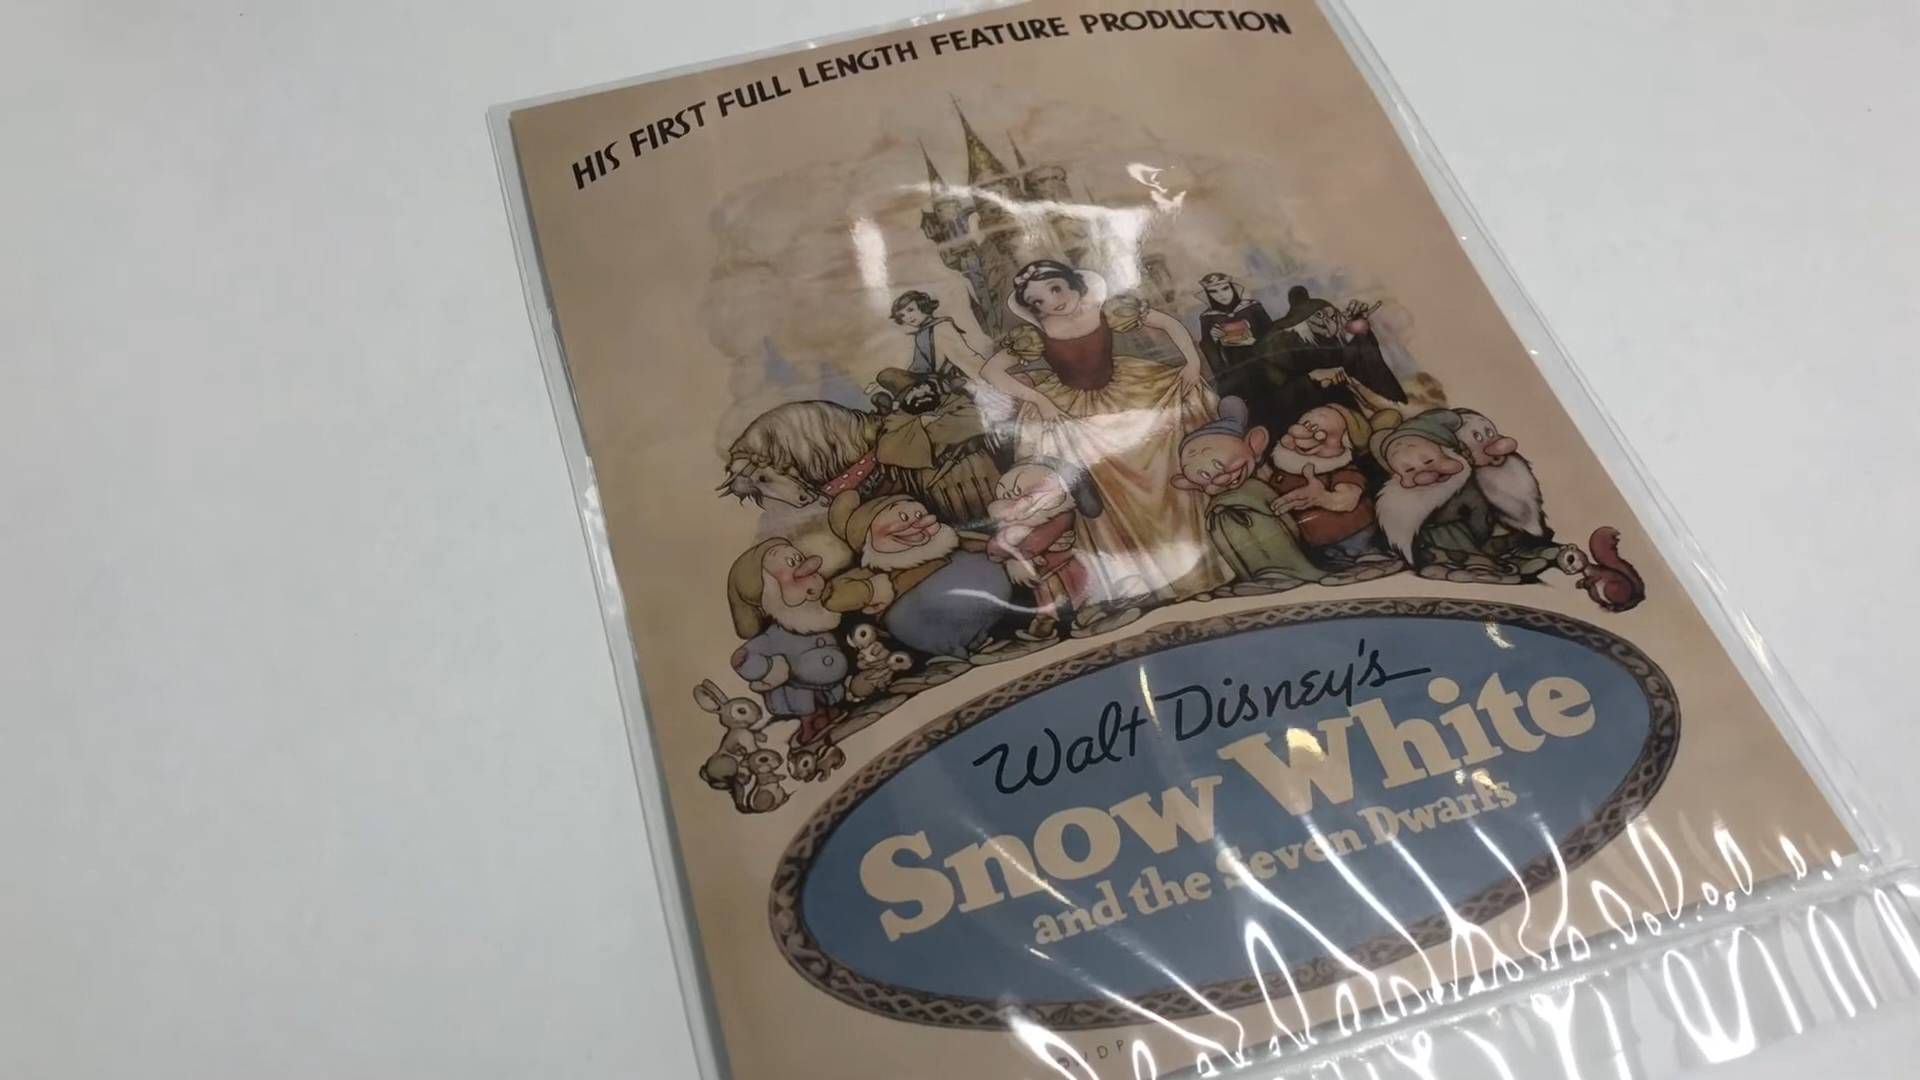 HIS FIRST FULL LENGTH FEATURE PRODUCTION
Walt Disney's
Snow White
and the Seven Dwarfs
W D P